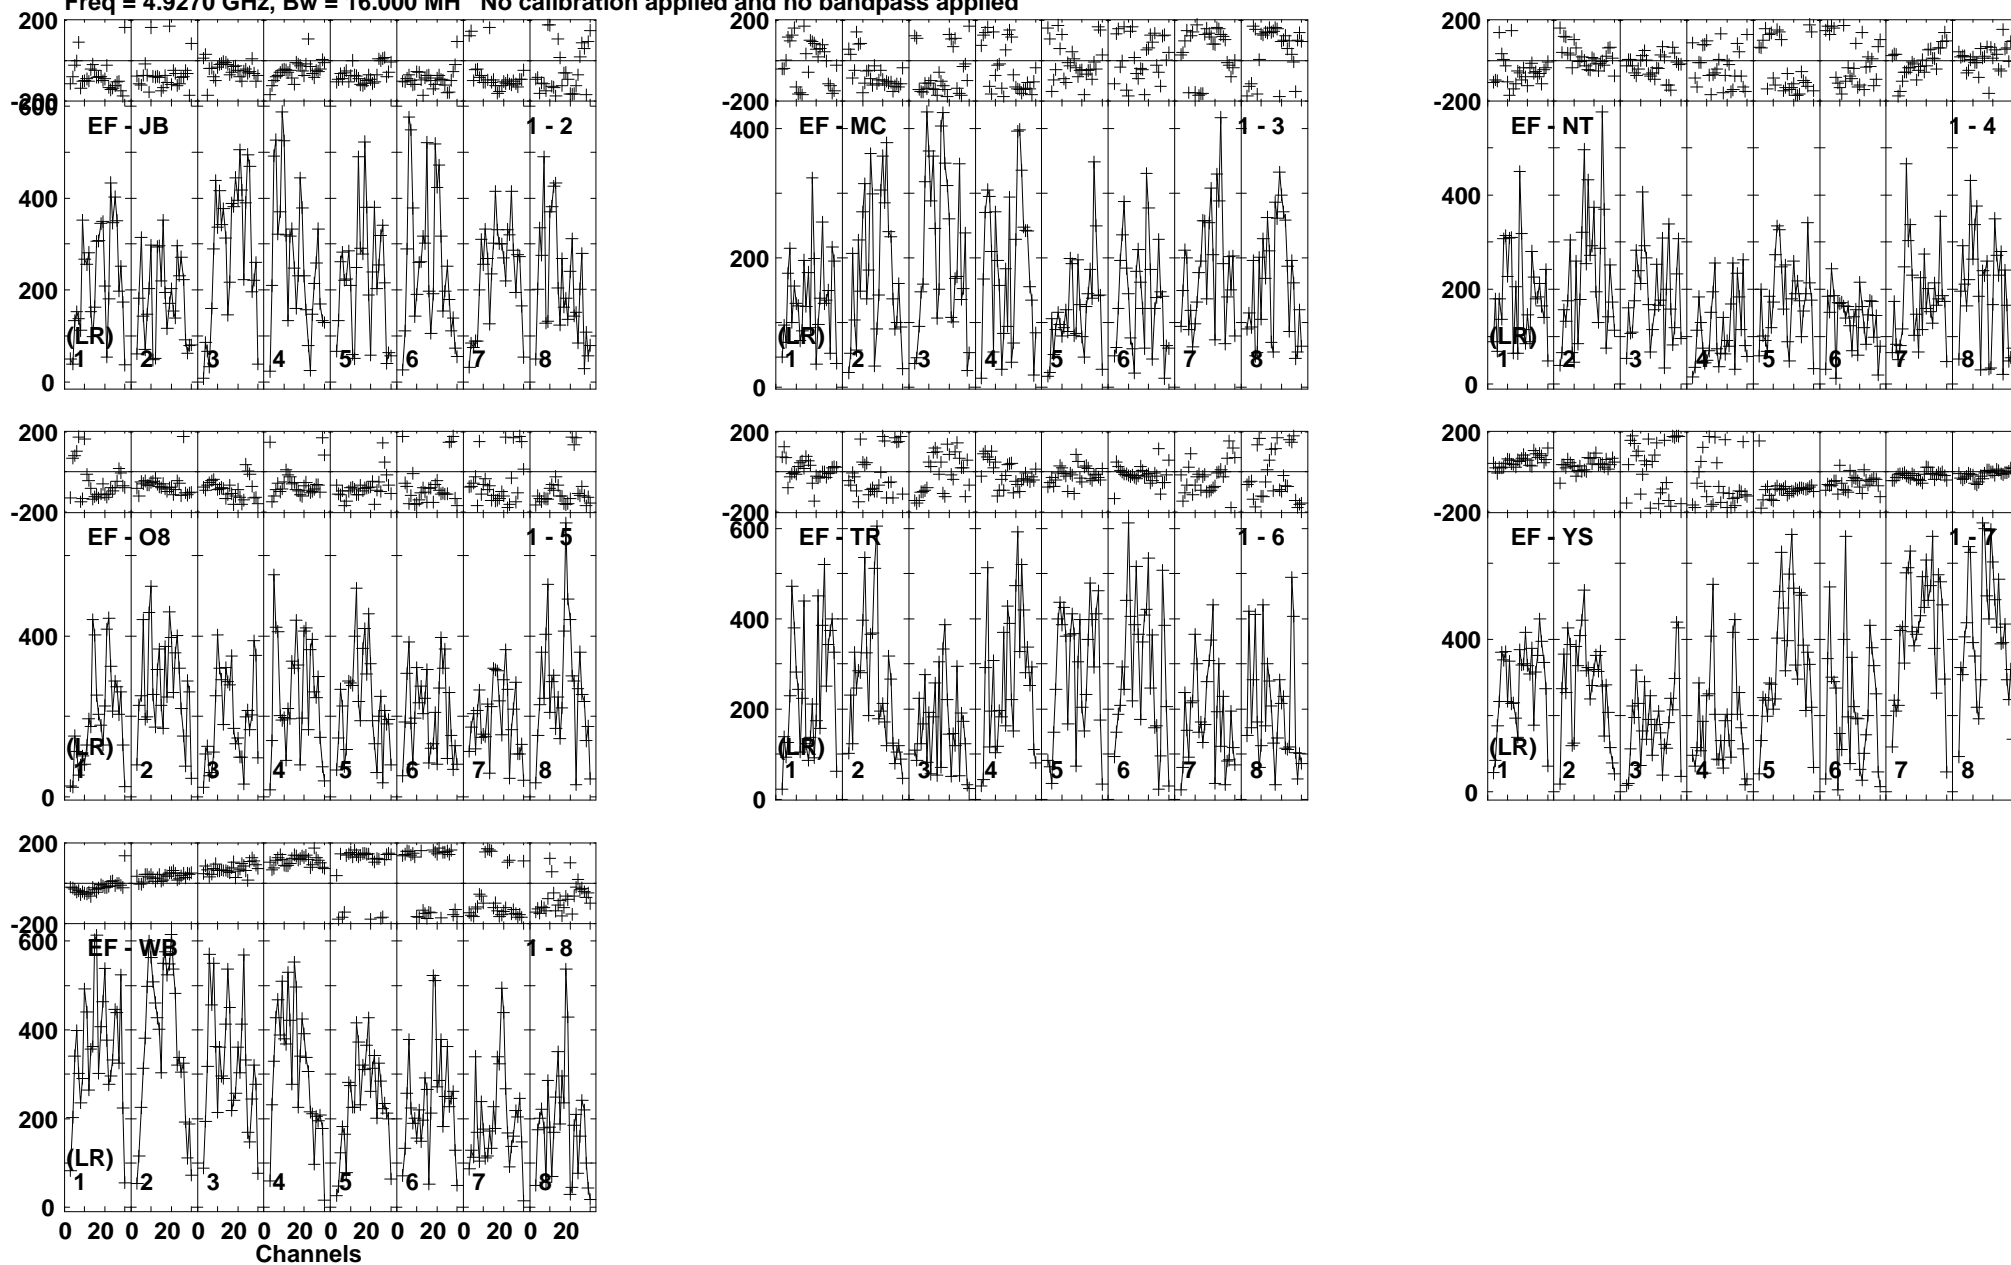 Freq = 4.9270 GHz, Bw = 16.000 MH No calibration applied and no bandpass applied
200 200 200
-200 -200 -200
600
EF - JB 1 - 2 EF - MC 1 - 3 EF - NT 1 - 4
400 400 400
200 200 200
(LR) (LR) (LR)
1 2 3 4 5 6 7 8 1 2 3 4 5 6 7 8 1 2 3 4 5 6 7 8
0 0 0
200 200 200
-200 -200 -200
600
EF - O8 1 - 5 EF - TR 1 - 6 EF - YS 1 - 7
400 400 400
200
(LR) (LR) (LR)
1 2 3 4 5 6 7 8 1 2 3 4 5 6 7 8 1 2 3 4 5 6 7 8
0 0 0
200
-200
600
EF - WB 1 - 8
400
200
(LR)
1 2 3 4 5 6 7 8
0
0 20 0 20 0 20 0 20 0 20 0 20 0 20 0 20
Channels